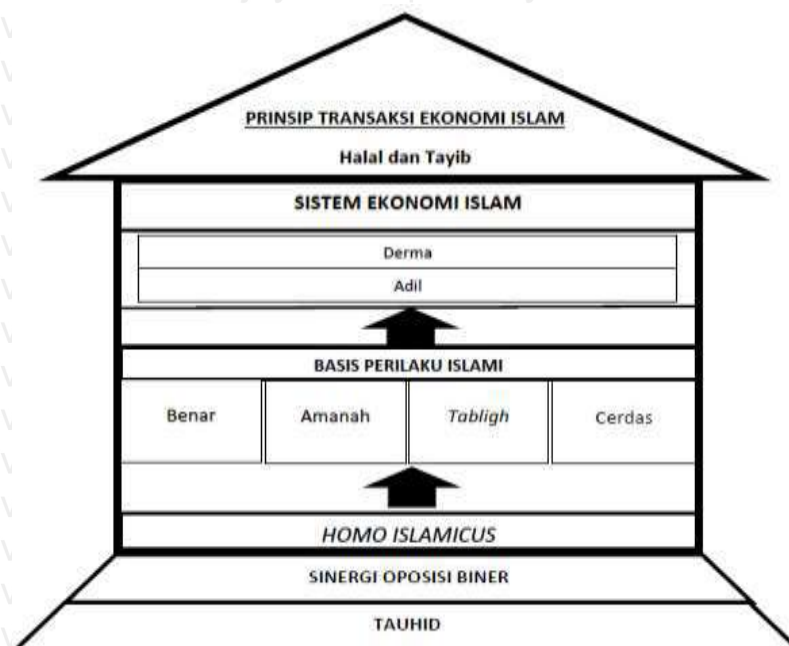 PRINSIP TRANSAKSI EKONOMI ISLAM
Halal dan Tayib
SISTEM EKONOMI ISLAM
Derma
Adil
BASIS PERILAKU ISLAMI
Benar
Amanah
Tabligh
Cerdas
HOMO ISLAMICUS
SINERGI OPOSISI BINER
TAUHID